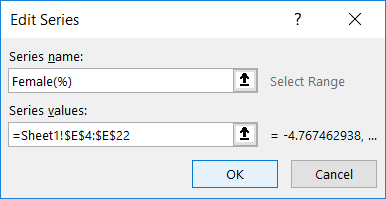 Edit Series
?
Series name:
Female(%)
Select Range
Series values:
=Sheet1!$E$4:$E$22
= -4.767462938, ...
OK
Cancel